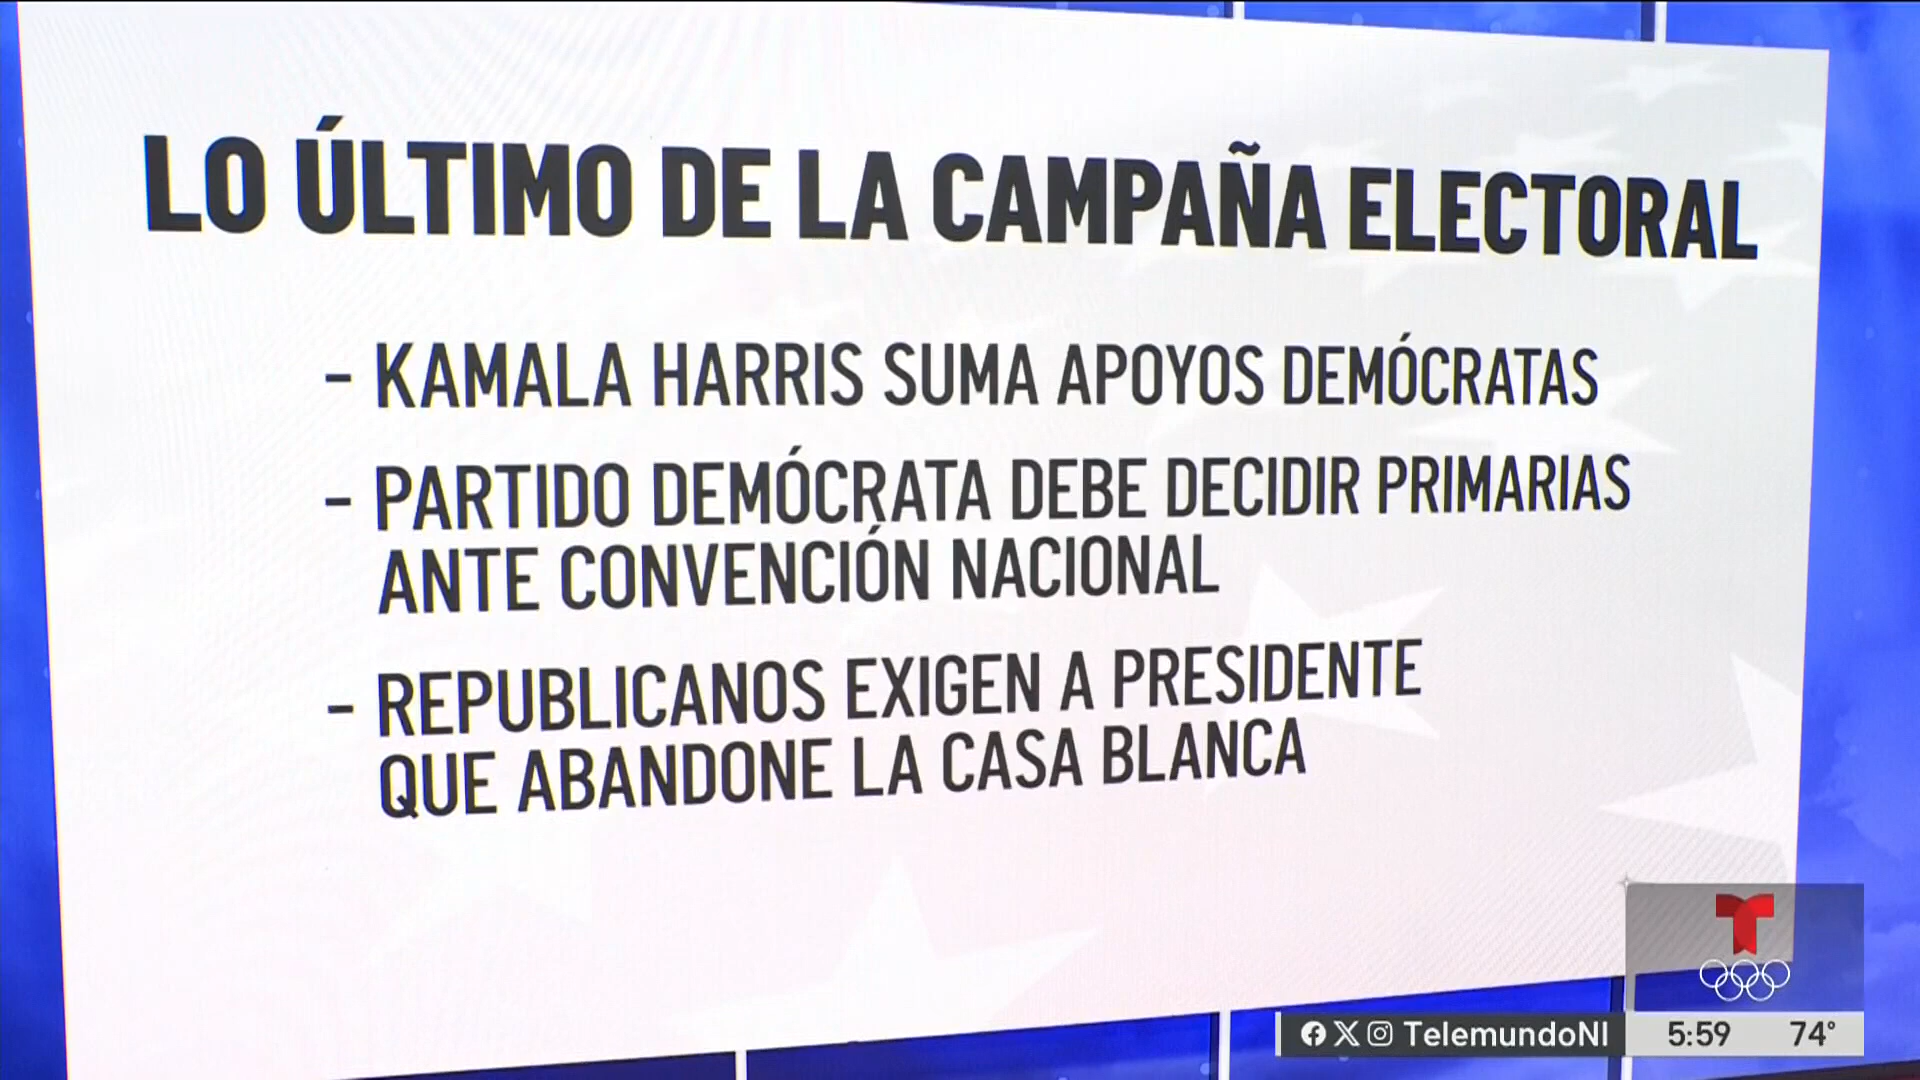 LO ÚLTIMO DE LA CAMPAÑA ELECTORAL
- KAMALA HARRIS SUMA APOYOS DEMÓCRATAS
- PARTIDO DEMÓCRATA DEBE DECIDIR PRIMARIAS
ANTE CONVENCIÓN NACIONAL
- REPUBLICANOS EXIGEN A PRESIDENTE
QUE ABANDONE LA CASA BLANCA
TelemundoNI
5:59 74°